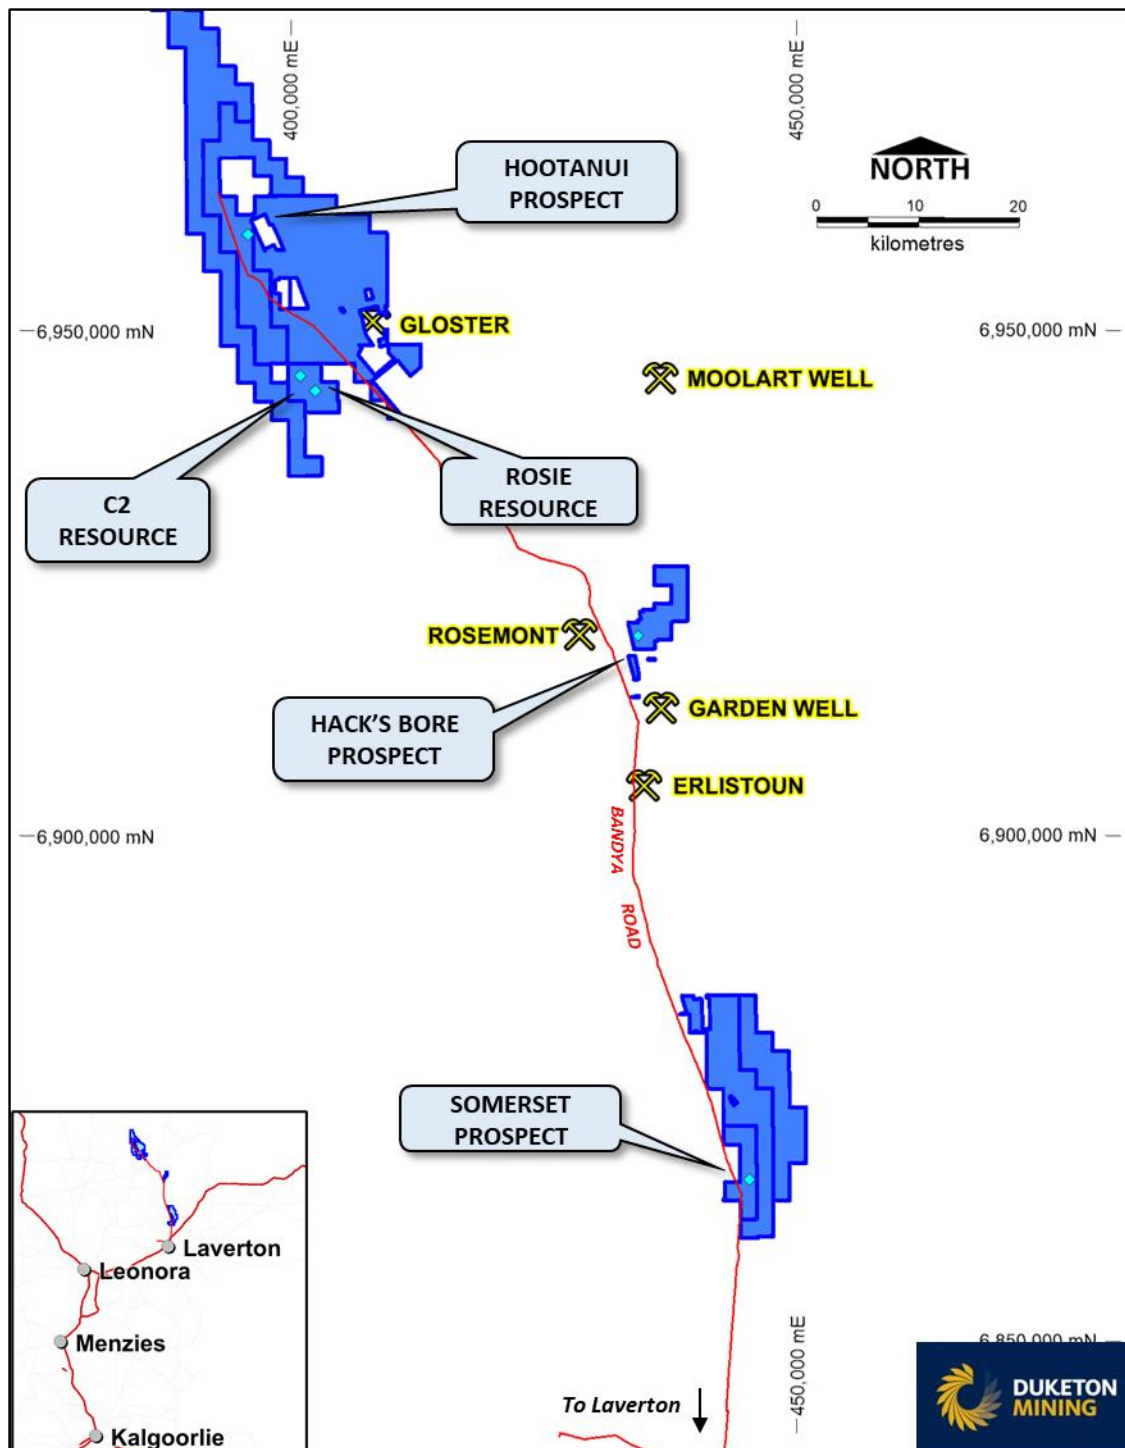 400,000 mE
450,000 mE
HOOTANUI
PROSPECT
NORTH
0 10 20
kilometres
6,950,000 mN
GLOSTER
6,950,000 mN
MOOLART WELL
C2
RESOURCE
ROSIE
RESOURCE
ROSEMONT
HACK'S BORE
PROSPECT
GARDEN WELL
ERLISTOUN
6,900,000 mN
BANDYA
ROAD
6,900,000 mN
SOMERSET
PROSPECT
Laverton
Leonora
Menzies
Kalgoorlie
To Laverton
450,000 mE
6,850,000 mN
DUKETON
MINING